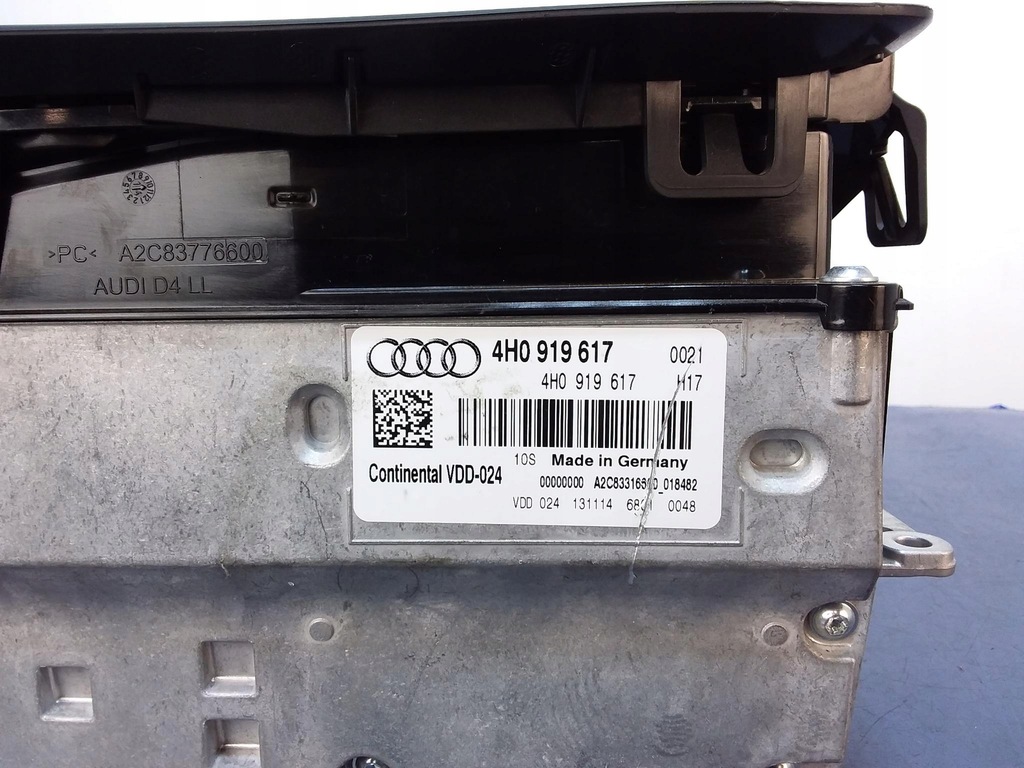 >PC< A2C83776600
AUDI D4 LL
4H0 919 617 0021
4H0 919 617 H17
10S Made in Germany
Continental VDD-024
00000000 018482
VDD 024 131114 0048